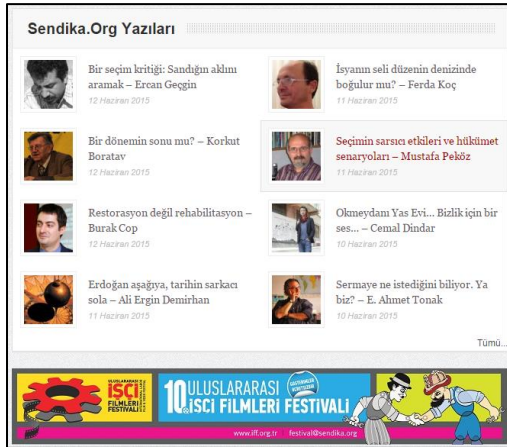 Sendika.Org Yazıları
Bir seçim kritiği: Sandığın aklını
aramak – Ercan Geçgin
12 Haziran 2015
İsyanın seli düzenin denizinde
boğulur mu? – Ferda Koç
11 Haziran 2015
Bir dönemin sonu mu? – Korkut
Boratav
12 Haziran 2015
Seçimin sarsıcı etkileri ve hükümet
senaryoları – Mustafa Peköz
11 Haziran 2015
Restorasyon değil rehabilitasyon –
Burak Cop
12 Haziran 2015
Okmeydanı Yas Evi... Bizlik için bir
ses... – Cemal Dindar
10 Haziran 2015
Erdoğan aşağıya, tarihin sarkacı
sola – Ali Ergin Demirhan
11 Haziran 2015
Sermaye ne istediğini biliyor. Ya
biz? – E. Ahmet Tonak
10 Haziran 2015
Tümü...
ULUSLARARASI
İŞÇİ
FİLMLERİ
FESTİVALİ
10. ULUSLARARASI
İŞÇİ FİLMLERİ FESTİVALİ
www.iff.org.tr | festival@sendika.org